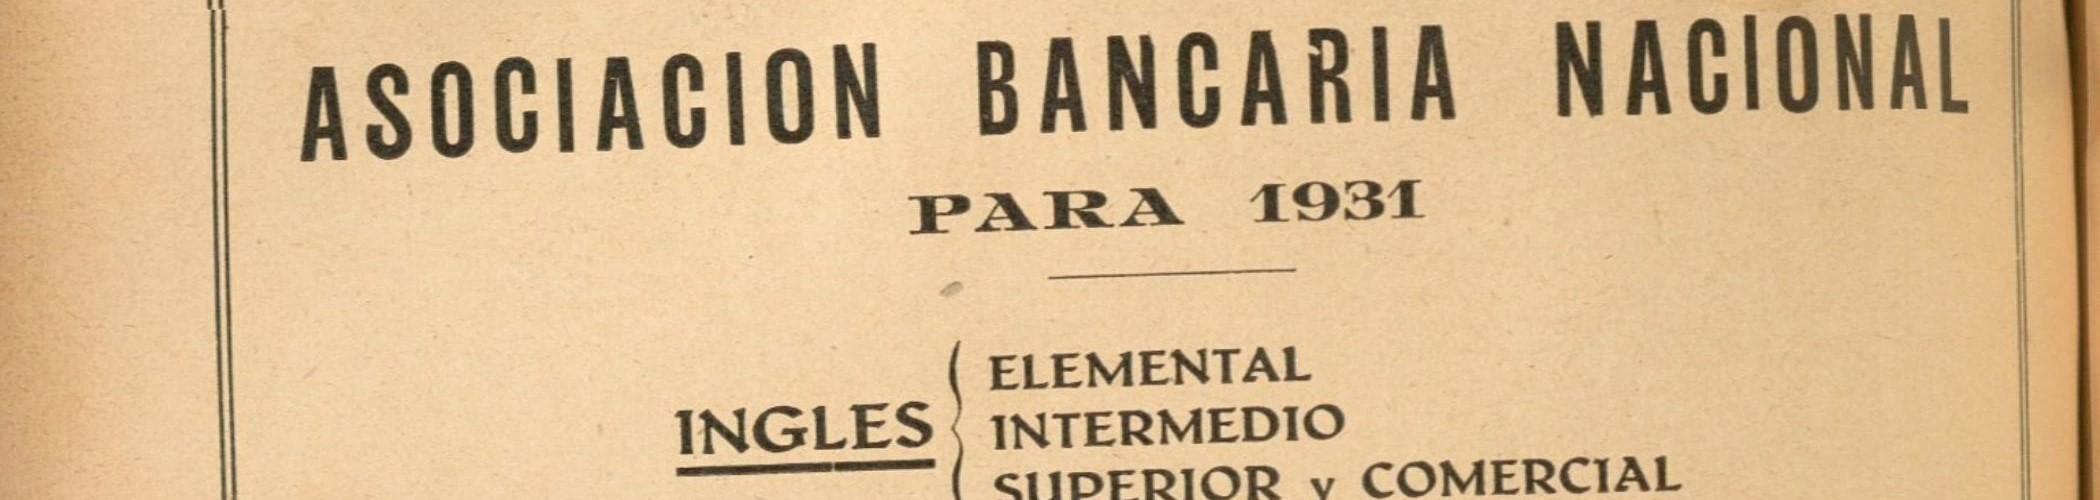 ASOCIACION BANCARIA NACIONAL
PARA 1931
ELEMENTAL
INGLES INTERMEDIO
SUPERIOR y COMERCIAL